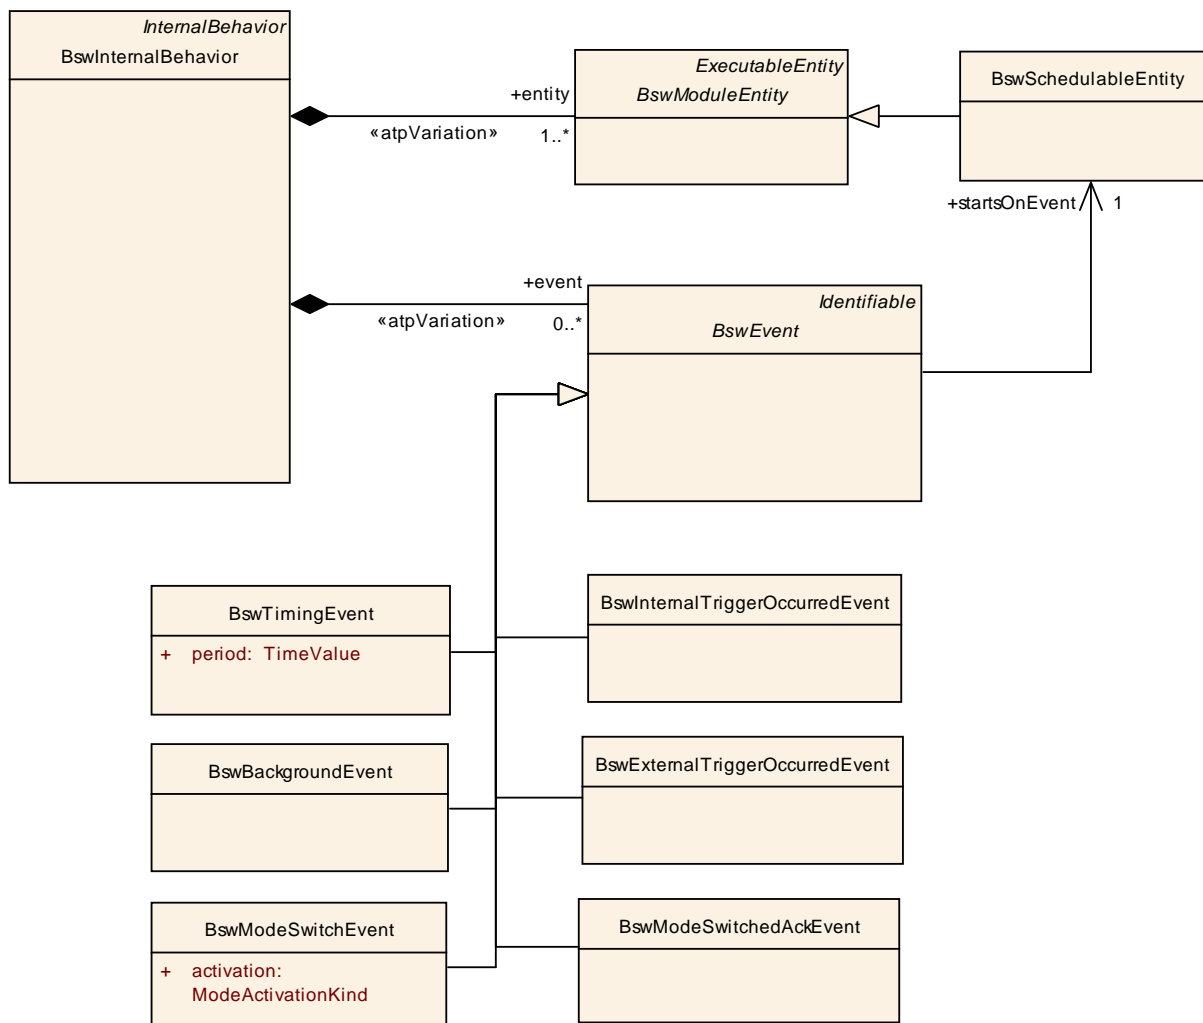 InternalBehavior
BswInternalBehavior
ExecutableEntity
BswModuleEntity
BswSchedulableEntity
+entity
«atpVariation»
1..*
+startsOnEvent
1
+event
«atpVariation»
0..*
Identifiable
BswEvent
BswTimingEvent
+ period: TimeValue
BswInternalTriggerOccurredEvent
BswBackgroundEvent
BswExternalTriggerOccurredEvent
BswModeSwitchEvent
+ activation:
ModeActivationKind
BswModeSwitchedAckEvent